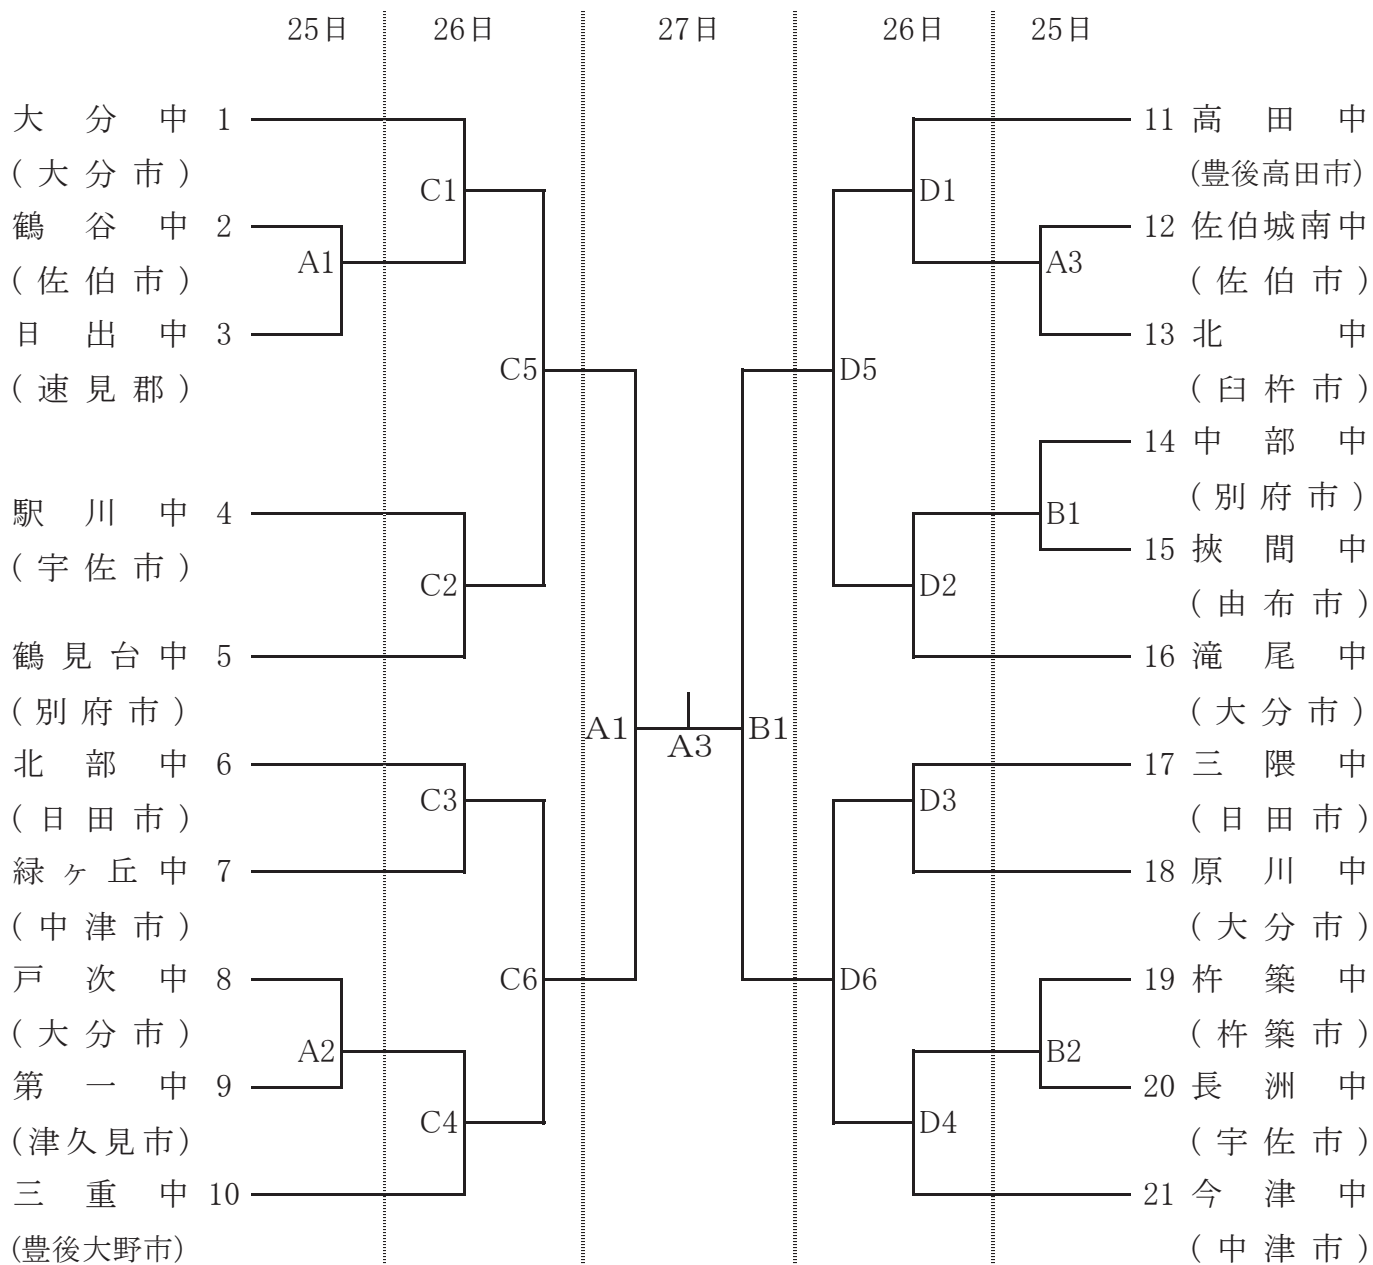 25日 26日 27日 26日 25日
大分中 1
(大分市)
鶴谷中 2
(佐伯市)
日出中 3
(速見郡)
駅川中 4
(宇佐市)
鶴見台中 5
(別府市)
北部中 6
(日田市)
緑ヶ丘中 7
(中津市)
戸次中 8
(大分市)
第一中 9
(津久見市)
三重中 10
(豊後大野市)
A1
A2
C1
C2
C3
C4
C5
C6
A1
A3
B1
D5
D6
D1
D2
D3
D4
A3
B1
B2
11 高田中
(豊後高田市)
12 佐伯城南中
(佐伯市)
13 北中
(臼杵市)
14 中部中
(別府市)
15 挾間中
(由布市)
16 滝尾中
(大分市)
17 三隈中
(日田市)
18 原川中
(大分市)
19 杵築中
(杵築市)
20 長洲中
(宇佐市)
21 今津中
(中津市)